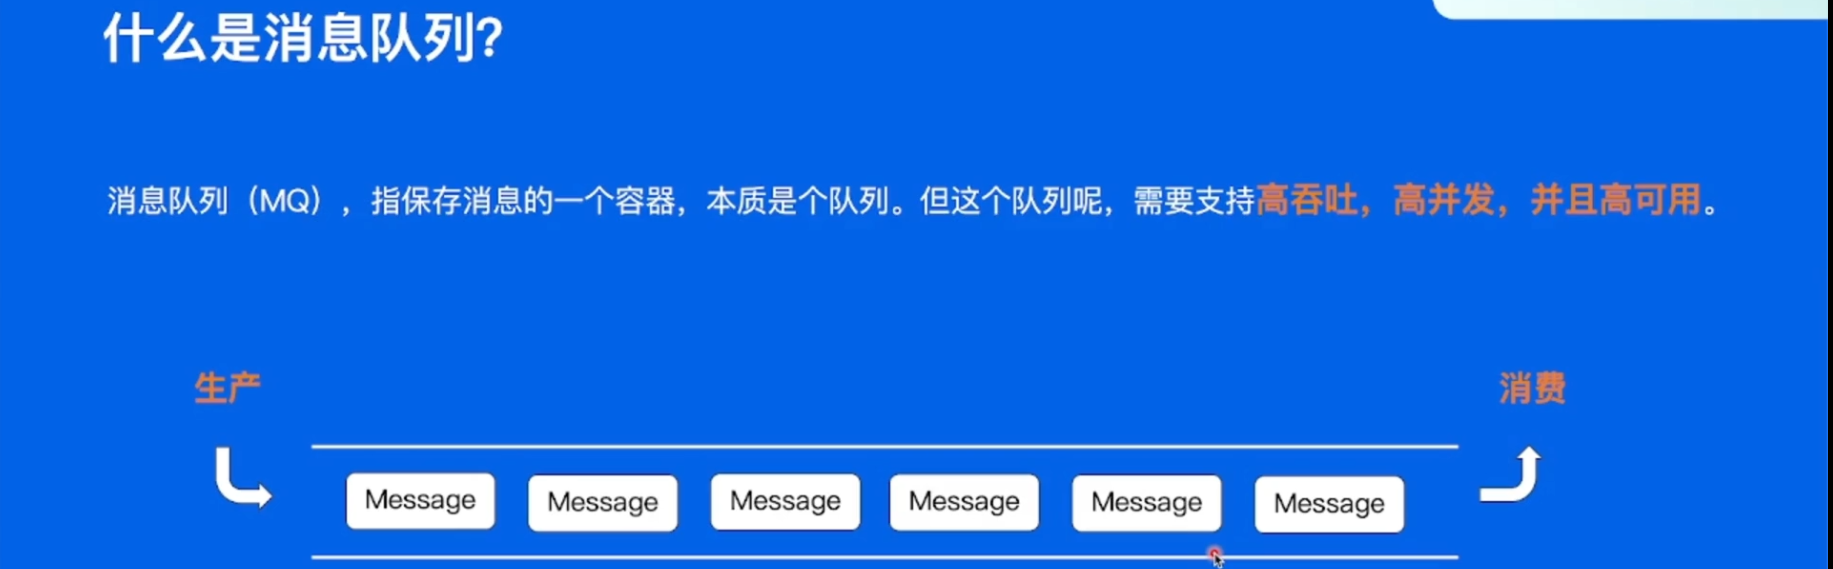 什么是消息队列?
消息队列（MQ），指保存消息的一个容器，本质是个队列。但这个队列呢，需要支持高吞吐，高并发，并且高可用。
生产
消费
Message Message Message Message Message Message